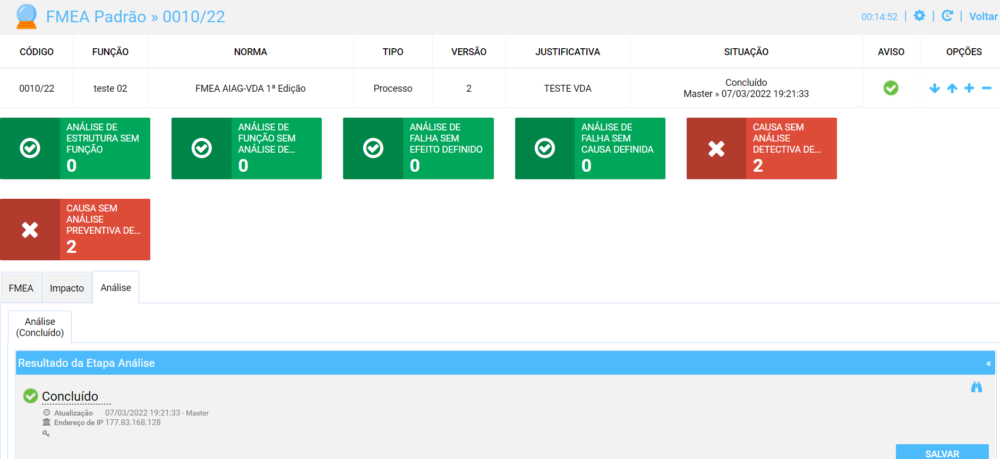 FMEA Padrão » 0010/22
00:14:52 | | | Voltar
CÓDIGO FUNÇÃO NORMA TIPO VERSÃO JUSTIFICATIVA SITUAÇÃO AVISO OPÇÕES
0010/22 teste 02 FMEA AIAG-VDA 1ª Edição Processo 2 TESTE VDA Concluído
Master » 07/03/2022 19:21:33
ANÁLISE DE
ESTRUTURA SEM
FUNÇÃO
0
ANÁLISE DE
FUNÇÃO SEM
ANÁLISE DE...
0
ANÁLISE DE
FALHA SEM
EFEITO DEFINIDO
0
ANÁLISE DE
FALHA SEM
CAUSA DEFINIDA
0
CAUSA SEM
ANÁLISE
DETECTIVA DE...
2
CAUSA SEM
ANÁLISE
PREVENTIVA DE...
2
FMEA Impacto Análise
Análise
(Concluído)
Resultado da Etapa Análise «
Concluído
Atualização 07/03/2022 19:21:33 - Master
Endereço de IP 177.83.168.128
SALVAR